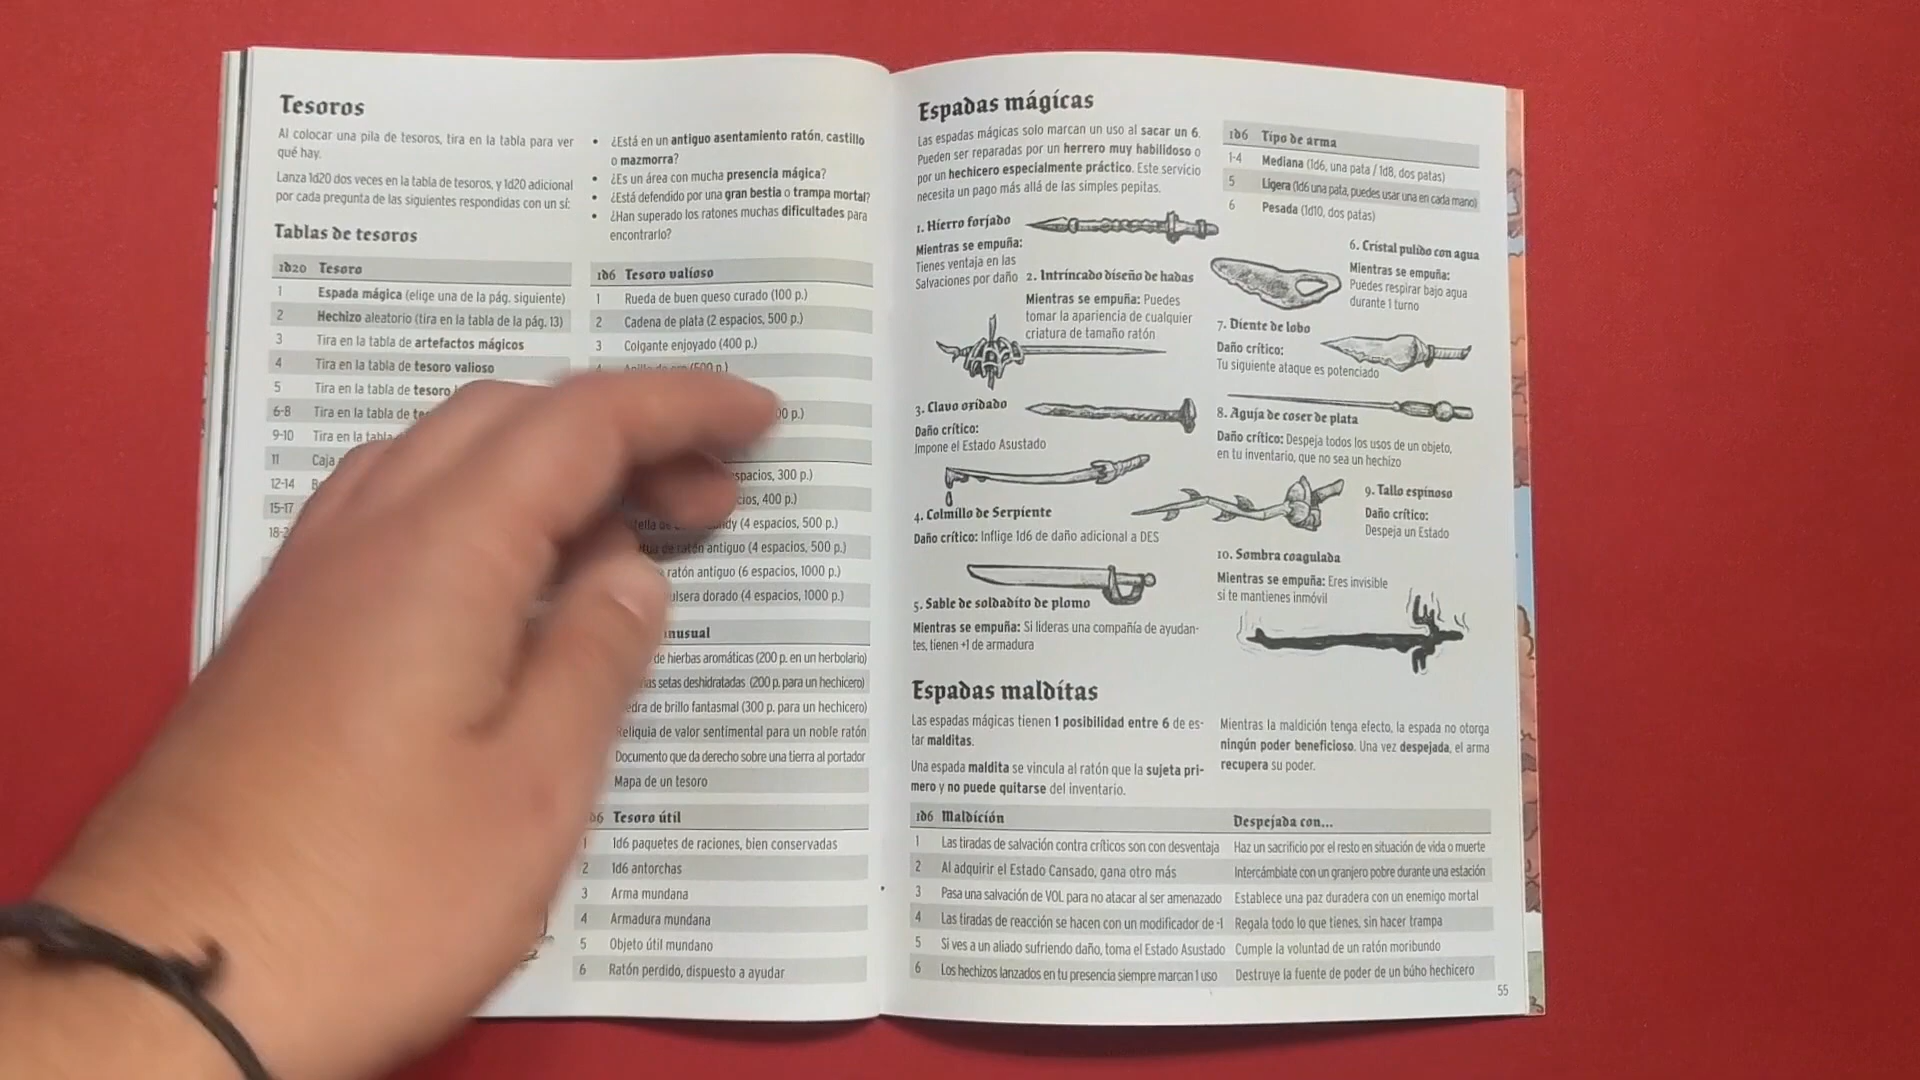 Tesoros
Al colocar una pila de tesoros, tira en la tabla para ver
qué hay.
Lanza 1d20 dos veces en la tabla de tesoros, y 1d20 adicional
por cada pregunta de las siguientes respondidas con un sí:
• ¿Está en un antiguo asentamiento ratón, castillo
o mazmorra?
• ¿Es un área con mucha presencia mágica?
• ¿Está defendido por una gran bestia o trampa mortal?
• ¿Han superado los ratones muchas dificultades para
encontrarlo?
Tablas de tesoros
1d20 Tesoro
1 Espada mágica (elige una de la pág. siguiente)
2 Hechizo aleatorio (tira en la tabla de la pág. 13)
3 Tira en la tabla de artefactos mágicos
4 Tira en la tabla de tesoro valioso
5 Tira en la tabla de tesoro
6-8 Tira en la tabla de
9-10 Tira en la tabla
11 Caja
12-14
15-17
1d6 Tesoro valioso
1 Rueda de buen queso curado (100 p.)
2 Cadena de plata (2 espacios, 500 p.)
3 Colgante enjoyado (400 p.)
4 Anillo de oro (500 p.)
p.)
espacios, 300 p.)
400 p.)
(4 espacios, 500 p.)
de ratón antiguo (4 espacios, 500 p.)
ratón antiguo (6 espacios, 1000 p.)
dorado (4 espacios, 1000 p.)
de hierbas aromáticas (200 p. en un herbolario)
setas deshidratadas (200 p. para un hechicero)
de brillo fantasmal (300 p. para un hechicero)
Reliquia de valor sentimental para un noble ratón
Documento que da derecho sobre una tierra al portador
Mapa de un tesoro
Tesoro útil
1 1d6 paquetes de raciones, bien conservadas
2 1d6 antorchas
3 Arma mundana
4 Armadura mundana
5 Objeto útil mundano
6 Ratón perdido, dispuesto a ayudar
Espadas mágicas
Las espadas mágicas solo marcan un uso al sacar un 6.
Pueden ser reparadas por un herrero muy habilidoso o
por un hechicero especialmente práctico. Este servicio
necesita un pago más allá de las simples pepitas.
1d6 Tipo de arma
1-4 Mediana (1d6, una pata / 1d8, dos patas)
5 Ligera (1d6 una pata, puedes usar una en cada mano)
6 Pesada (1d10, dos patas)
1. Hierro forjado
Mientras se empuña:
Tienes ventaja en las
Salvaciones por daño
2. Intrincado diseño de hadas
Mientras se empuña: Puedes
tomar la apariencia de cualquier
criatura de tamaño ratón
3. Clavo oxidado
Daño crítico:
Impone el Estado Asustado
4. Colmillo de Serpiente
Daño crítico: Inflige 1d6 de daño adicional a DES
5. Sable de soldadito de plomo
Mientras se empuña: Si lideras una compañía de ayudan-
tes, tienen +1 de armadura
6. Cristal pulido con agua
Mientras se empuña:
Puedes respirar bajo agua
durante 1 turno
7. Diente de lobo
Daño crítico:
Tu siguiente ataque es potenciado
8. Aguja de coser de plata
Daño crítico: Despeja todos los usos de un objeto,
en tu inventario, que no sea un hechizo
9. Tallo espinoso
Daño crítico:
Despeja un Estado
10. Sombra coagulada
Mientras se empuña: Eres invisible
si te mantienes inmóvil
Espadas malditas
Las espadas mágicas tienen 1 posibilidad entre 6 de es-
tar malditas.
Una espada maldita se vincula al ratón que la sujeta pri-
mero y no puede quitarse del inventario.
Mientras la maldición tenga efecto, la espada no otorga
ningún poder beneficioso. Una vez despejada, el arma
recupera su poder.
1d6 Maldición Despejada con...
1 Las tiradas de salvación contra críticos son con desventaja Haz un sacrificio por el resto en situación de vida o muerte
2 Al adquirir el Estado Cansado, gana otro más Intercámbiate con un granjero pobre durante una estación
3 Pasa una salvación de VOL para no atacar al ser amenazado Establece una paz duradera con un enemigo mortal
4 Las tiradas de reacción se hacen con un modificador de -1 Regala todo lo que tienes, sin hacer trampa
5 Si ves a un aliado sufriendo daño, toma el Estado Asustado Cumple la voluntad de un ratón moribundo
6 Los hechizos lanzados en tu presencia siempre marcan 1 uso Destruye la fuente de poder de un búho hechicero
55